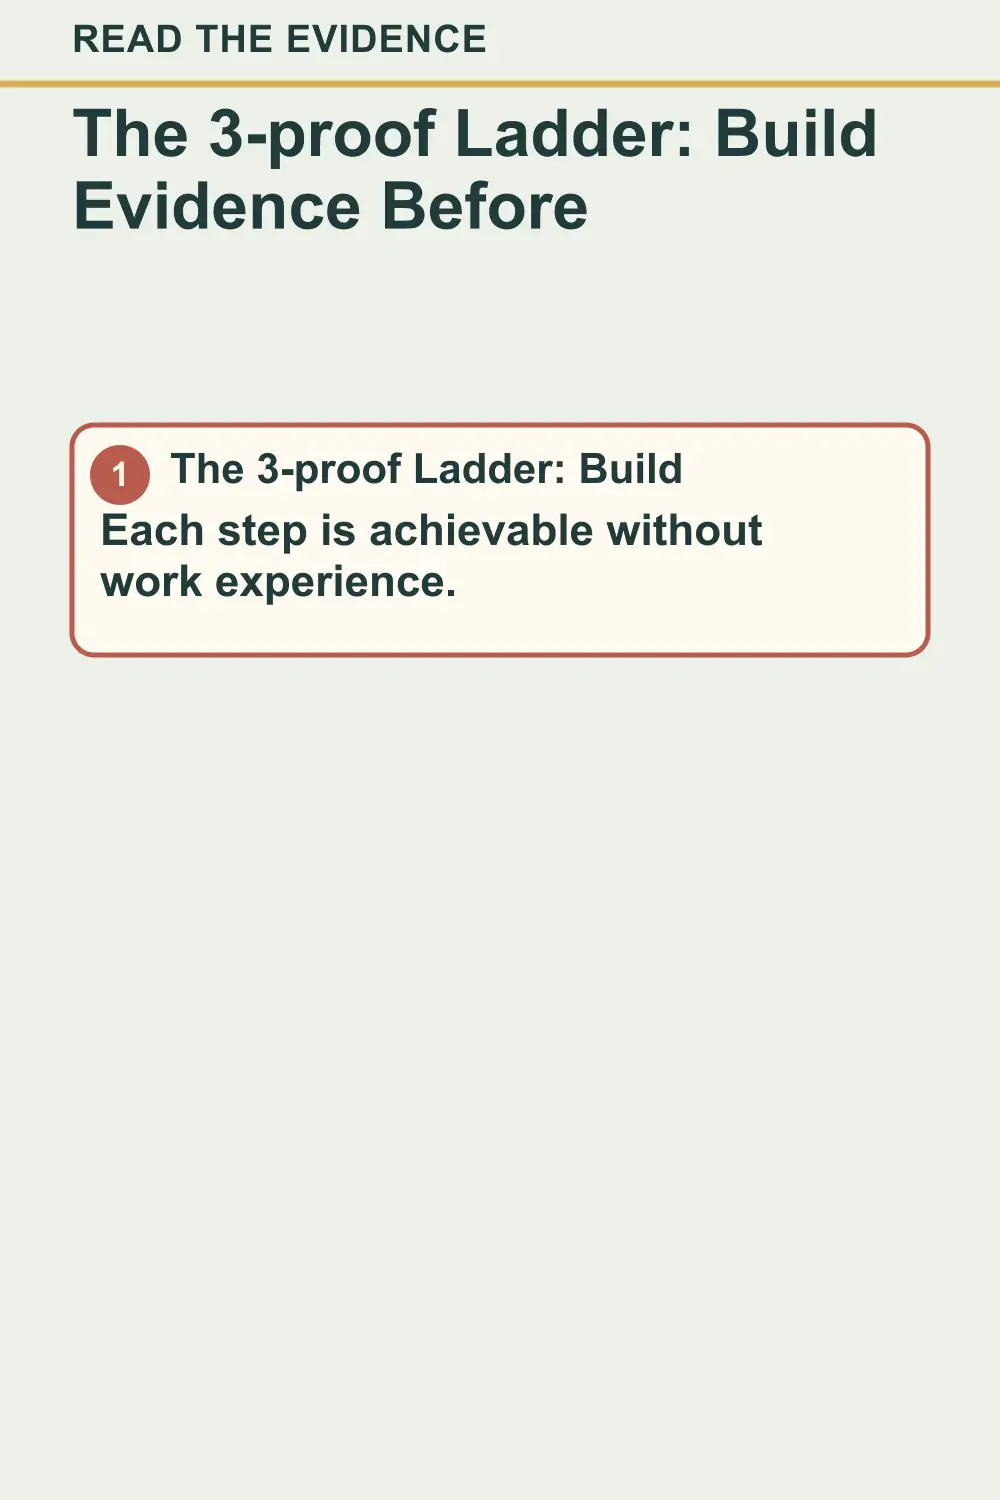 READ THE EVIDENCE
The 3-proof Ladder: Build
Evidence Before
1 The 3-proof Ladder: Build
Each step is achievable without
work experience.